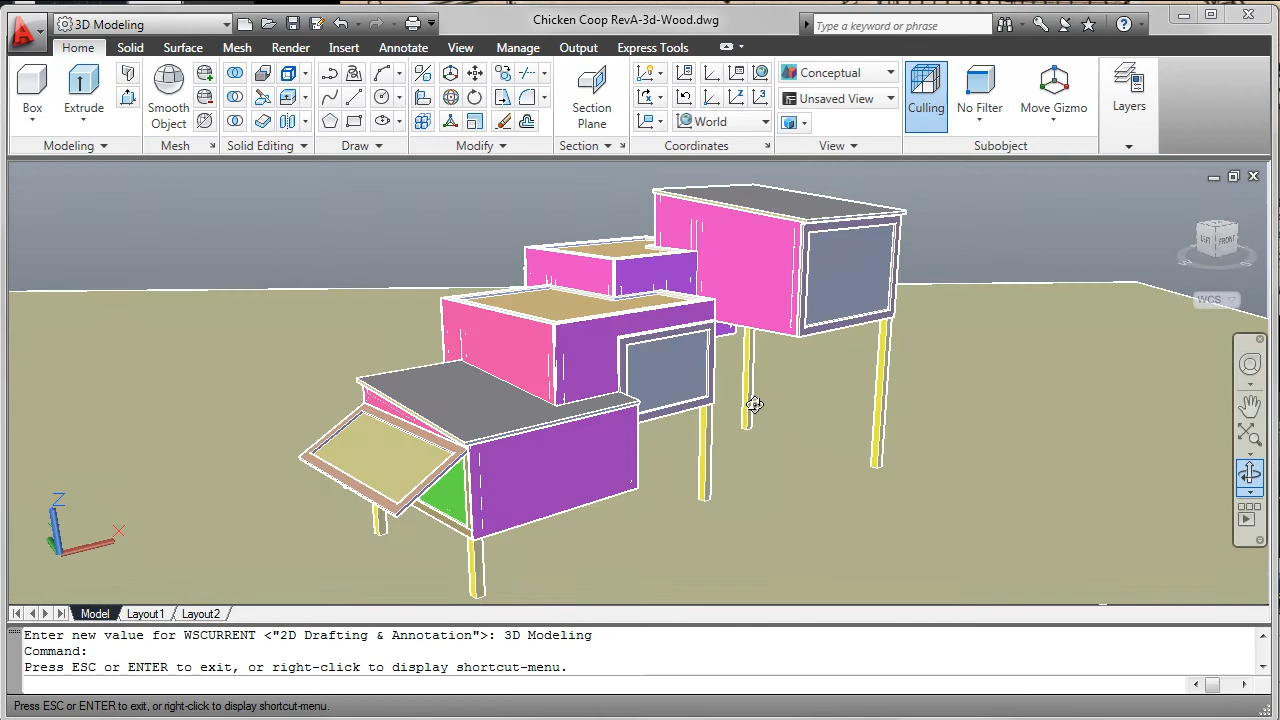 3D Modeling
Chicken Coop RevA-3d-Wood.dwg
Type a keyword or phrase
Home Solid Surface Mesh Render Insert Annotate View Manage Output Express Tools
Box
Extrude
Smooth
Object
Section
Plane
Conceptual
Unsaved View
World
Culling
No Filter
Move Gizmo
Layers
Modeling
Mesh
Solid Editing
Draw
Modify
Section
Coordinates
View
Subobject
LEFT FRONT
WCS
Z
X
Model Layout1 Layout2
Enter new value for WSCURRENT <"2D Drafting & Annotation">: 3D Modeling
Command:
Press ESC or ENTER to exit, or right-click to display shortcut-menu.
Press ESC or ENTER to exit, or right-click to display shortcut-menu.